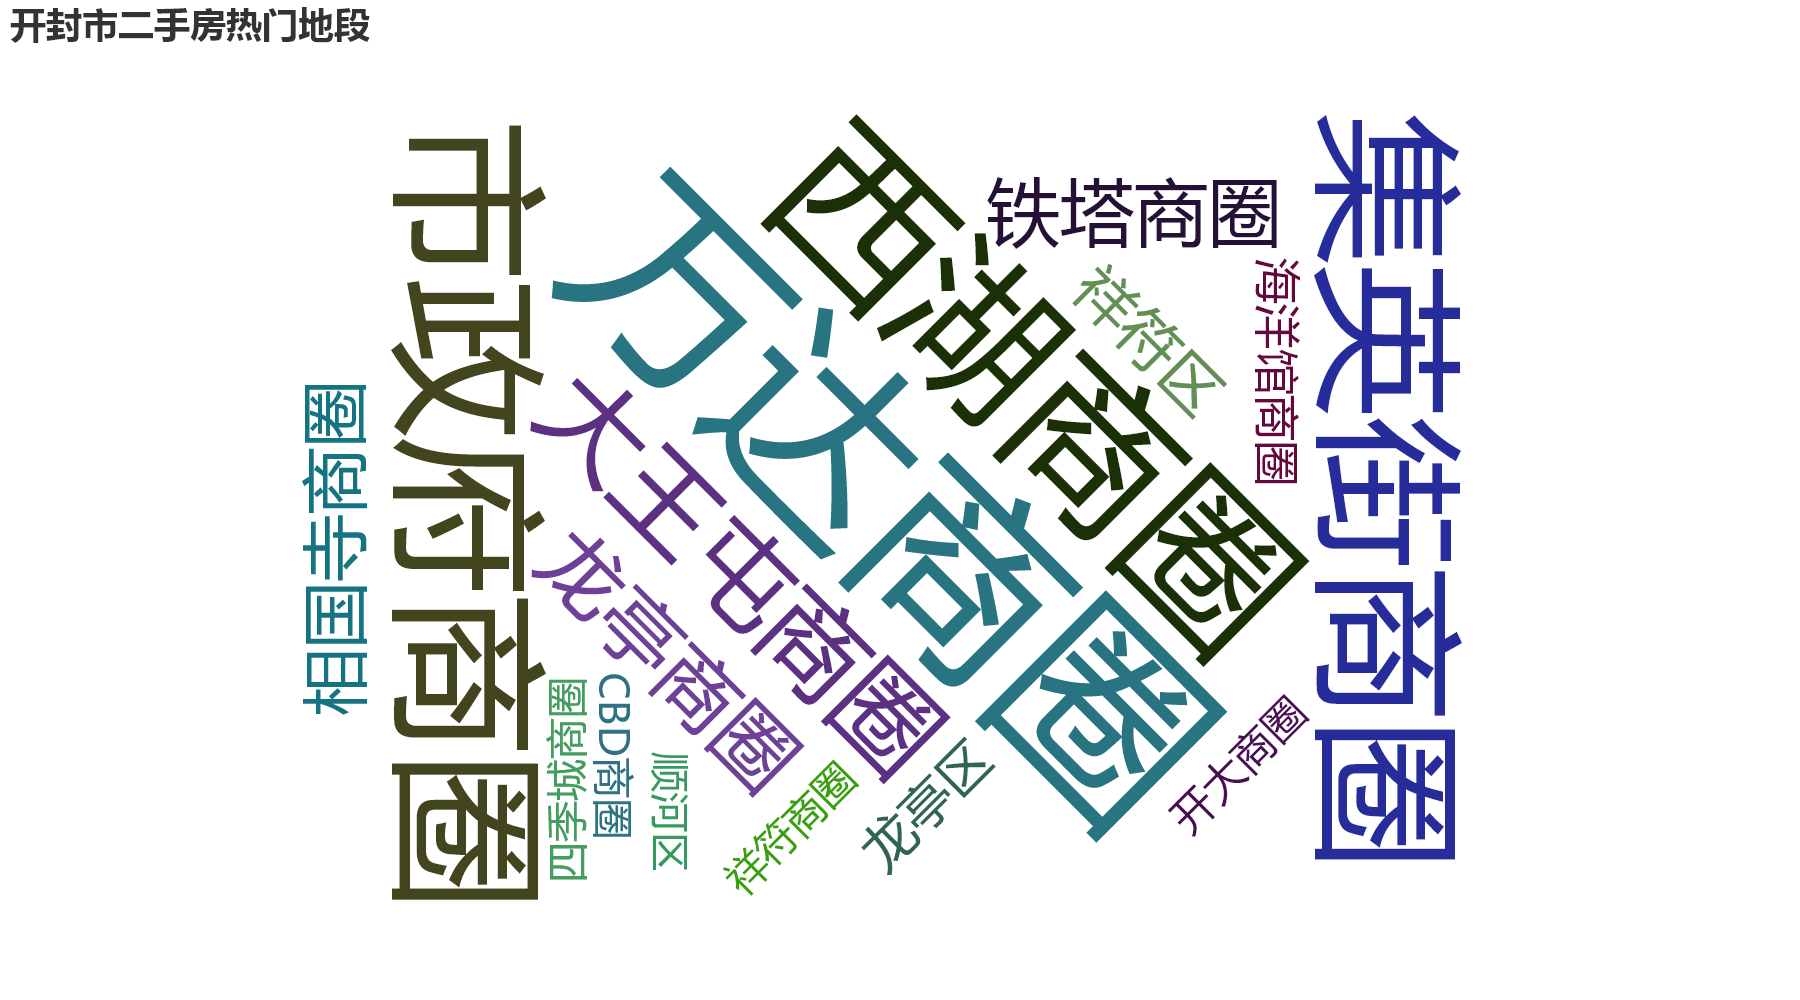 开封市二手房热门地段
市政府商圈
万达商圈
西湖商圈
集英街商圈
铁塔商圈
祥符区
海洋馆商圈
相国寺商圈
大王屯商圈
龙亭商圈
四季城商圈
CBD商圈
顺河区
祥符商圈
龙亭区
开大商圈